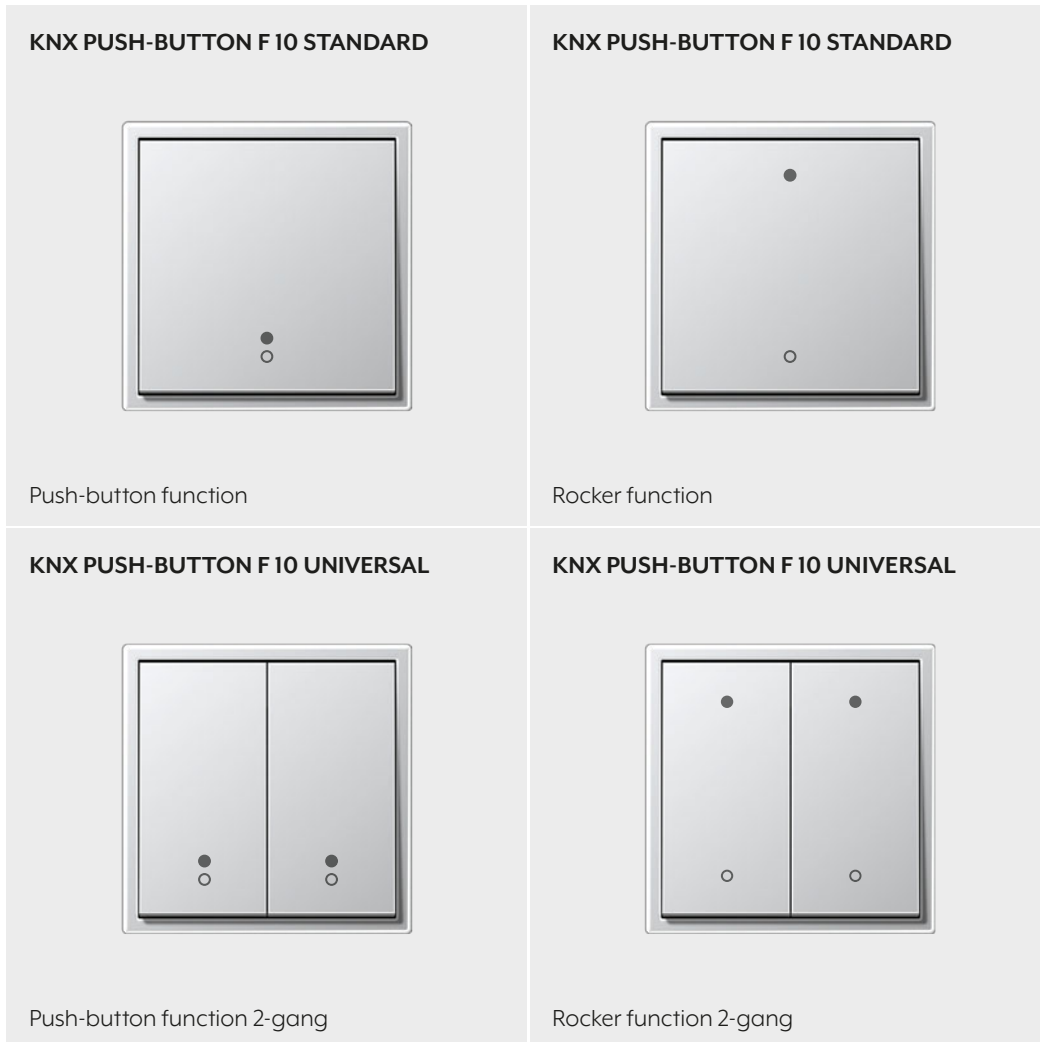 KNX PUSH-BUTTON F 10 STANDARD
Push-button function
KNX PUSH-BUTTON F 10 STANDARD
Rocker function
KNX PUSH-BUTTON F 10 UNIVERSAL
Push-button function 2-gang
KNX PUSH-BUTTON F 10 UNIVERSAL
Rocker function 2-gang